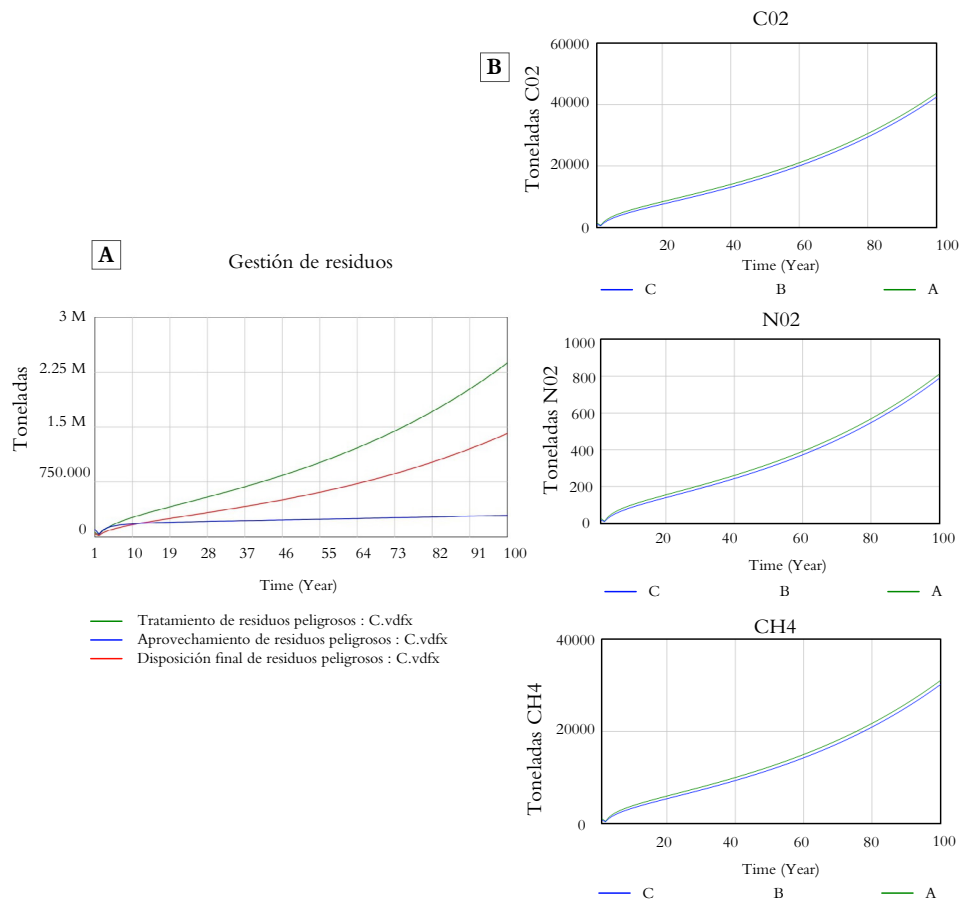 A
Gestión de residuos
Toneladas
3 M
2.25 M
1.5 M
750.000
0
1 10 19 28 37 46 55 64 73 82 91 100
Time (Year)
Tratamiento de residuos peligrosos : C.vdfx
Aprovechamiento de residuos peligrosos : C.vdfx
Disposición final de residuos peligrosos : C.vdfx
B
C02
Toneladas C02
60000
40000
20000
0
20 40 60 80 100
Time (Year)
C B A
N02
Toneladas N02
1000
800
600
400
200
0
20 40 60 80 100
Time (Year)
C B A
CH4
Toneladas CH4
40000
20000
0
20 40 60 80 100
Time (Year)
C B A